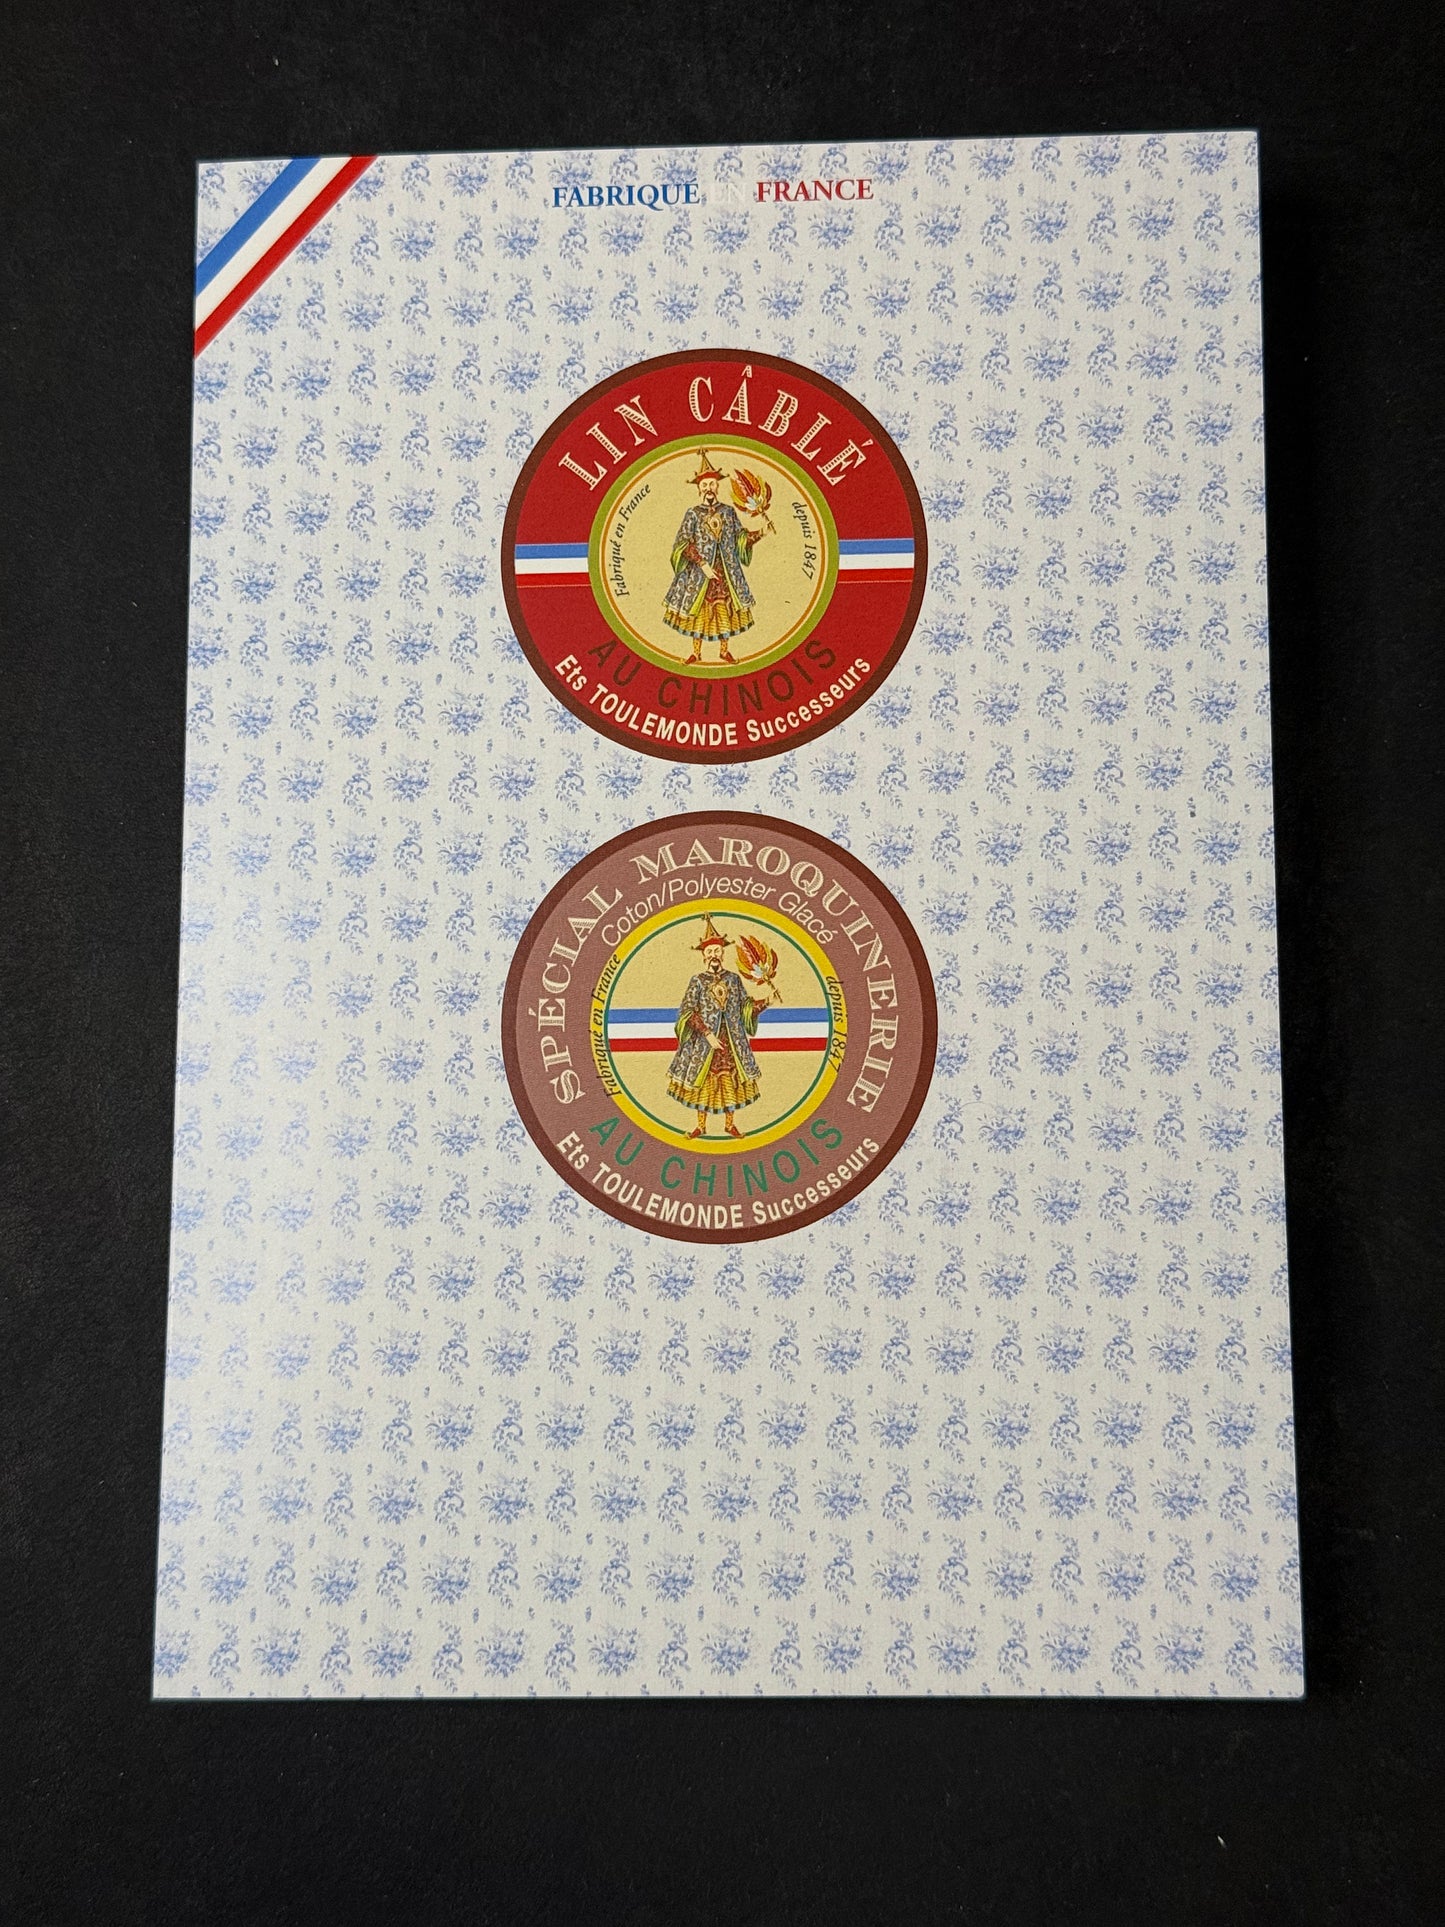 FABRIQUÉ EN FRANCE
LIN CÂBLÉ
Fabriqué en France
depuis 1847
AU CHINOIS
Ets TOULEMONDE Successeurs
SPÉCIAL MAROQUINERIE
Coton/Polyester Glacé
Fabriqué en France
depuis 1847
AU CHINOIS
Ets TOULEMONDE Successeurs